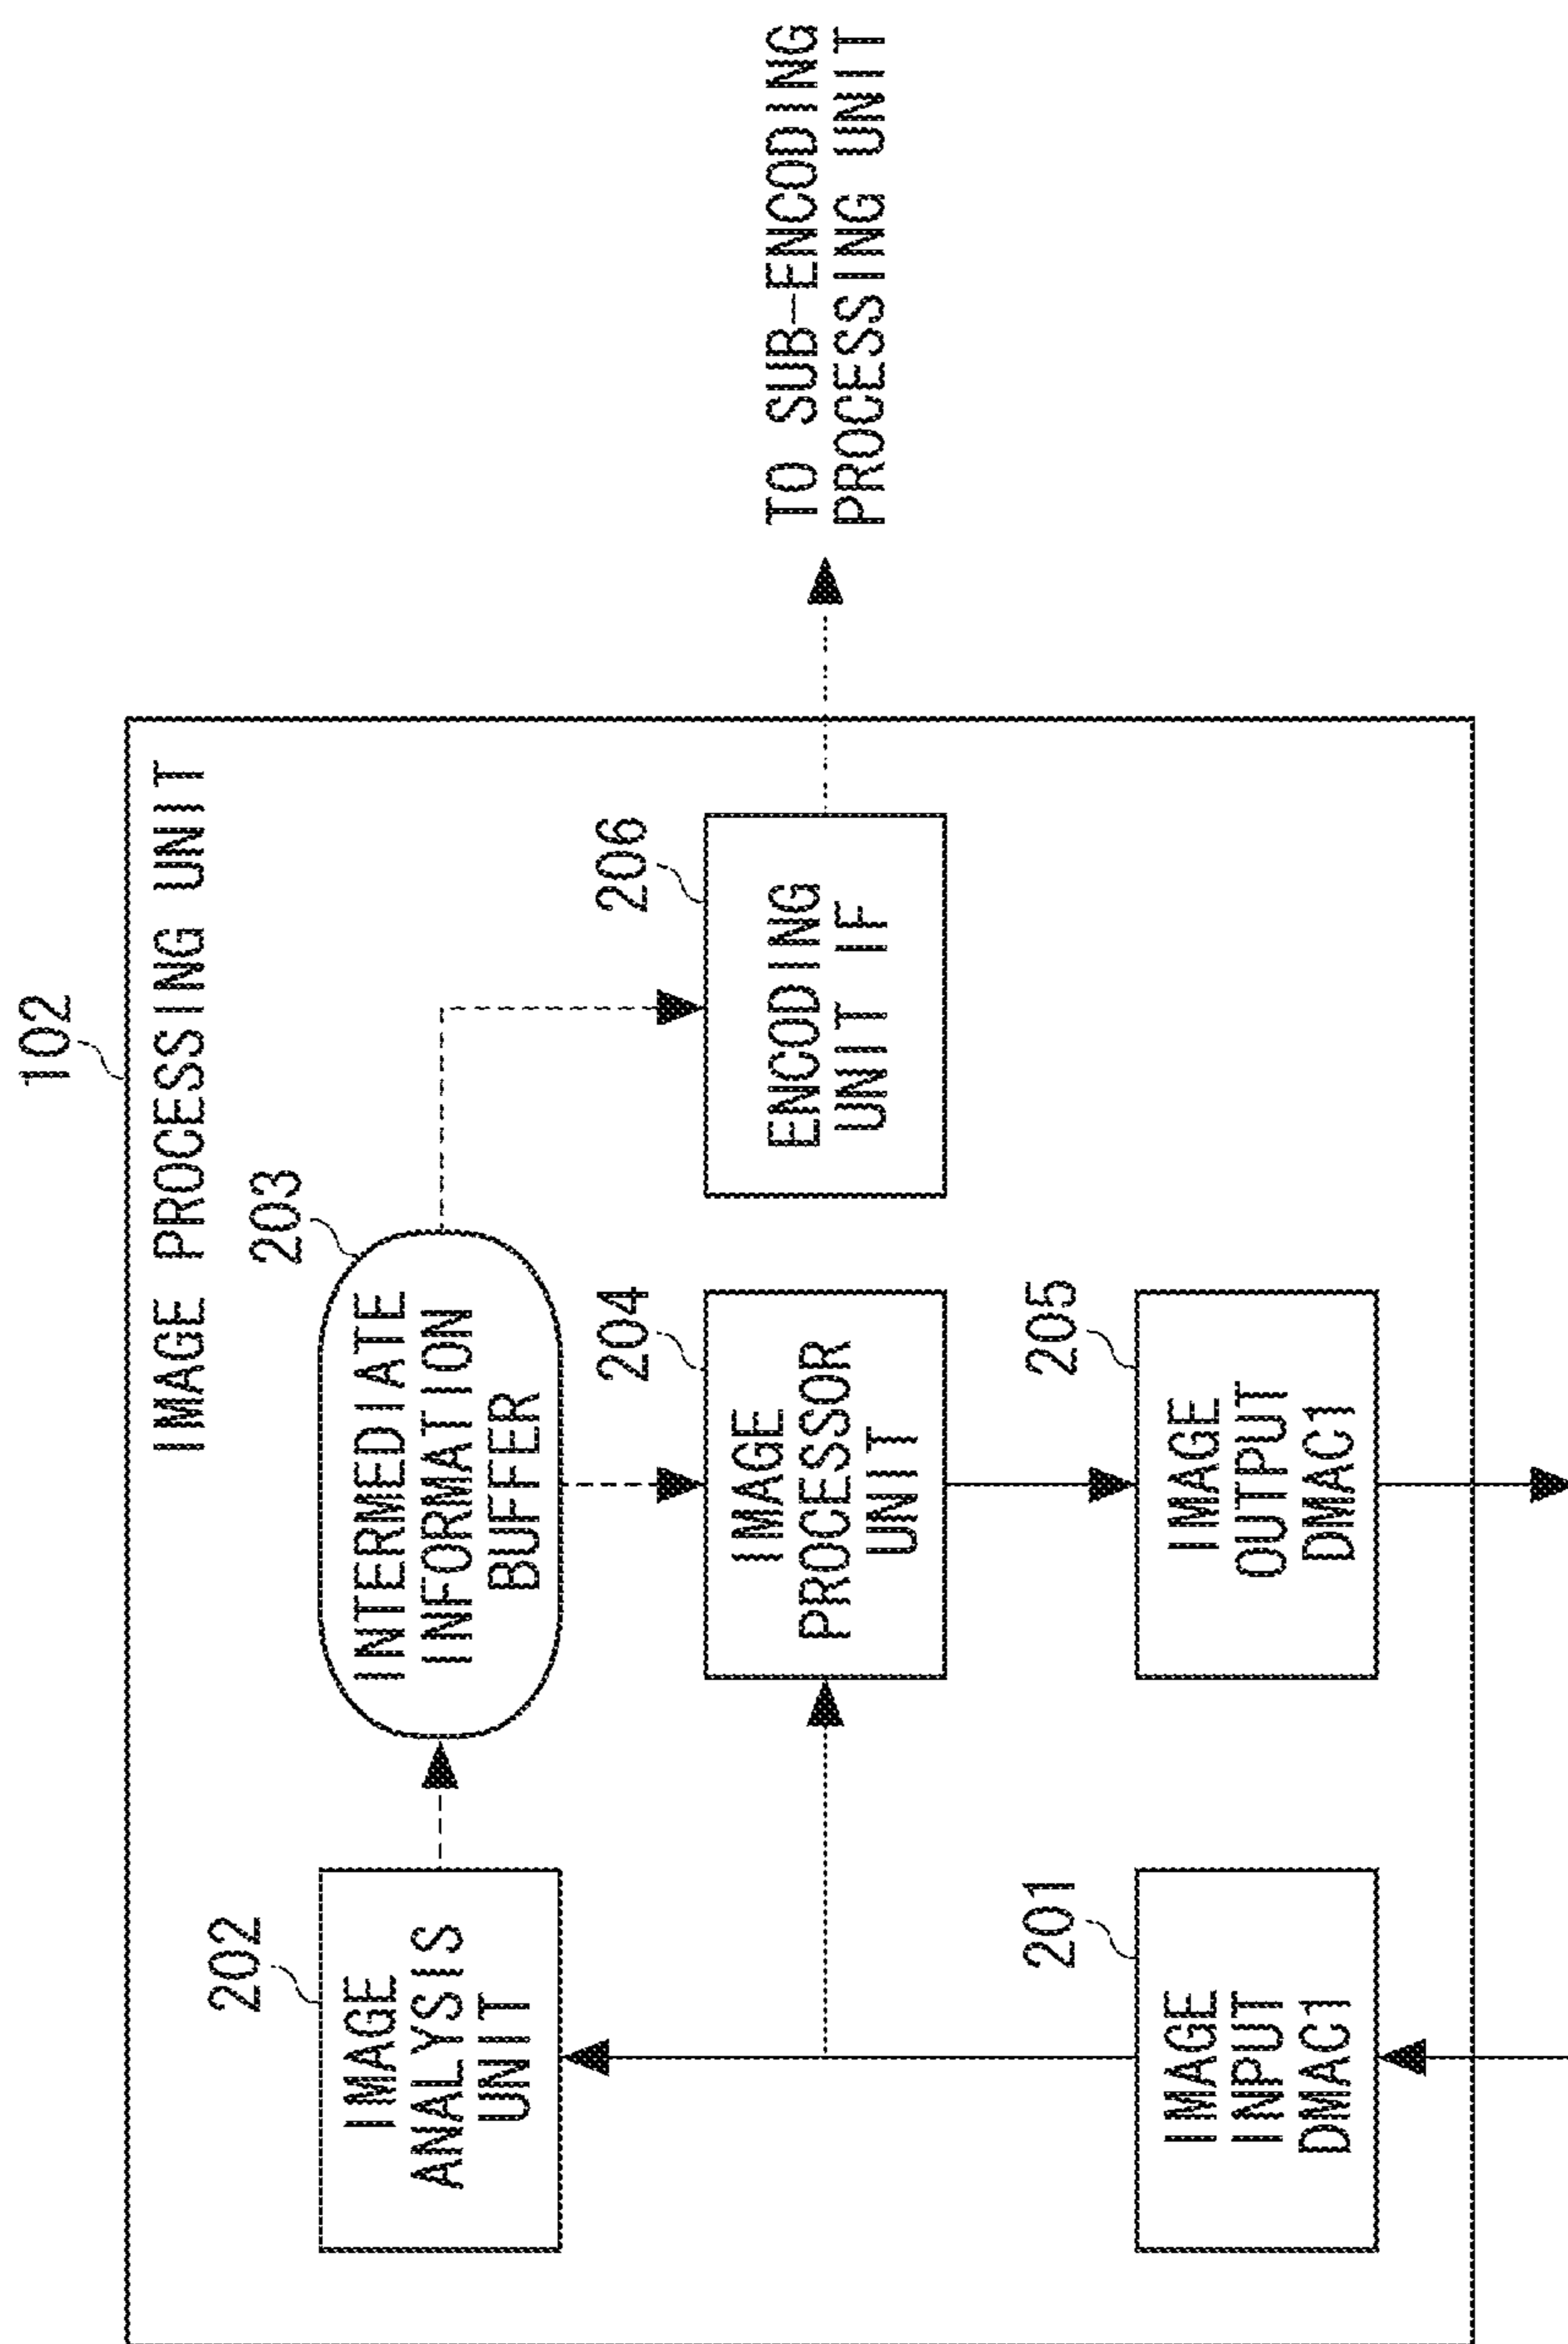 102
IMAGE PROCESSING UNIT
202
IMAGE
ANALYSIS
UNIT
203
INTERMEDIATE
INFORMATION
BUFFER
204
IMAGE
PROCESSOR
UNIT
206
ENCODING
UNIT IF
TO SUB-ENCODING
PROCESSING UNIT
201
IMAGE
INPUT
DMAC1
205
IMAGE
OUTPUT
DMAC1